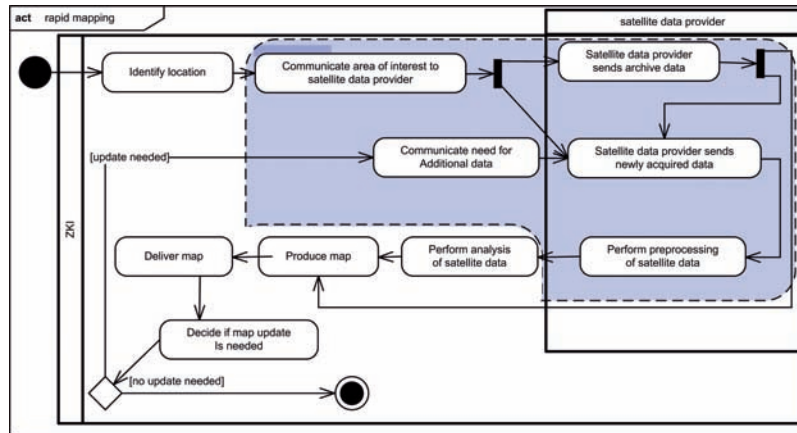 act rapid mapping
satellite data provider
ZKI
Identify location
Communicate area of interest to
satellite data provider
Satellite data provider
sends archive data
[update needed]
Communicate need for
Additional data
Satellite data provider sends
newly acquired data
Deliver map
Produce map
Perform analysis
of satellite data
Perform preprocessing
of satellite data
Decide if map update
Is needed
[no update needed]